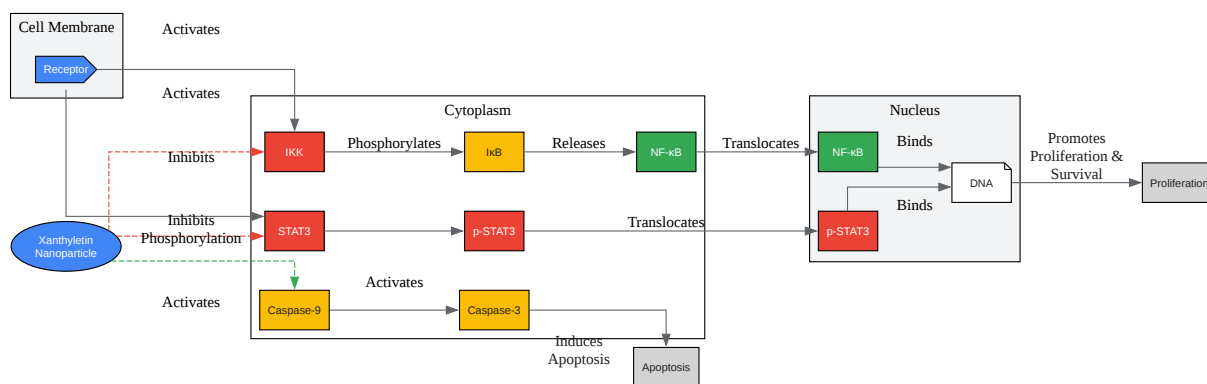 Cell Membrane
Activates
Receptor
Activates
Cytoplasm
Nucleus
IKK
Phosphorylates
IκB
Releases
NF-κB
Translocates
NF-κB
Binds
Promotes
Proliferation &
Survival
Inhibits
DNA
Proliferation
Inhibits
Phosphorylation
STAT3
p-STAT3
Translocates
p-STAT3
Binds
Xanthyletin
Nanoparticle
Activates
Caspase-9
Activates
Caspase-3
Induces
Apoptosis
Apoptosis